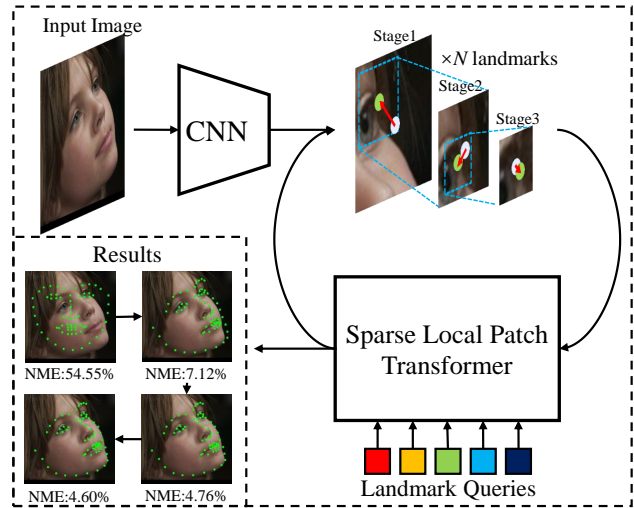 Input Image
CNN
Stage1
×N landmarks
Stage2
Stage3
Results
NME:54.55%
NME:7.12%
NME:4.60%
NME:4.76%
Sparse Local Patch
Transformer
Landmark Queries